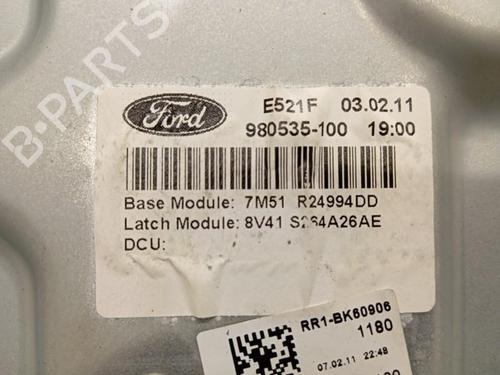 Ford
E521F 03.02.11
980535-100 19:00
Base Module: 7M51 R24994DD
Latch Module: 8V41 S264A26AE
DCU:
RR1-BK60906
1180
07.02.11 22:48